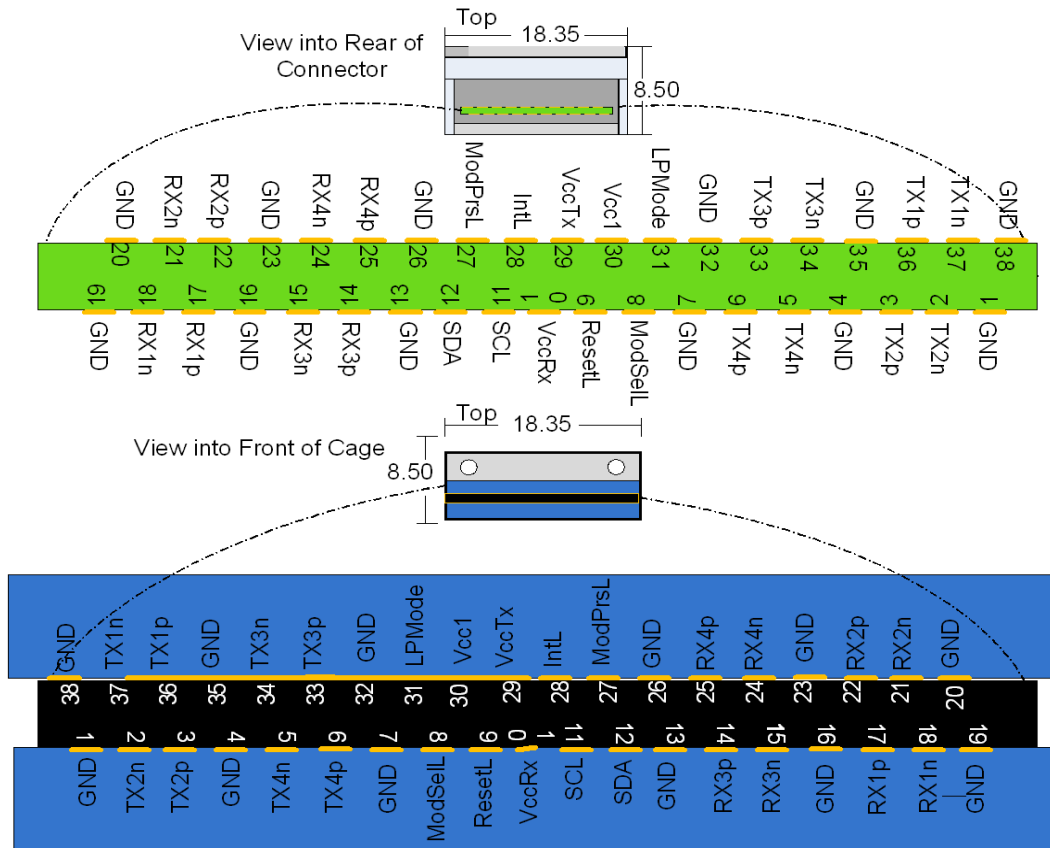 Top
18.35
View into Rear of
Connector
8.50
GND RX2n RX2p GND RX4n RX4p GND ModPrsL IntL VccTx Vcc1 LPMode GND TX3p TX3n GND TX1p TX1n GND
20 21 22 23 24 25 26 27 28 29 30 31 32 33 34 35 36 37 38
19 18 17 16 15 14 13 12 11 10 9 8 7 6 5 4 3 2 1
GND RX1n RX1p GND RX3n RX3p GND SDA SCL VccRx ResetL ModSelL GND TX4p TX4n GND TX2p TX2n GND
Top
18.35
View into Front of Cage
8.50
GND TX1n TX1p GND TX3n TX3p GND LPMode Vcc1 VccTx IntL ModPrsL GND RX4p RX4n GND RX2p RX2n GND
38 37 36 35 34 33 32 31 30 29 28 27 26 25 24 23 22 21 20
1 2 3 4 5 6 7 8 9 10 11 12 13 14 15 16 17 18 19
GND TX2n TX2p GND TX4n TX4p GND ModSelL ResetL VccRx SCL SDA GND RX3p RX3n GND RX1p RX1n GND